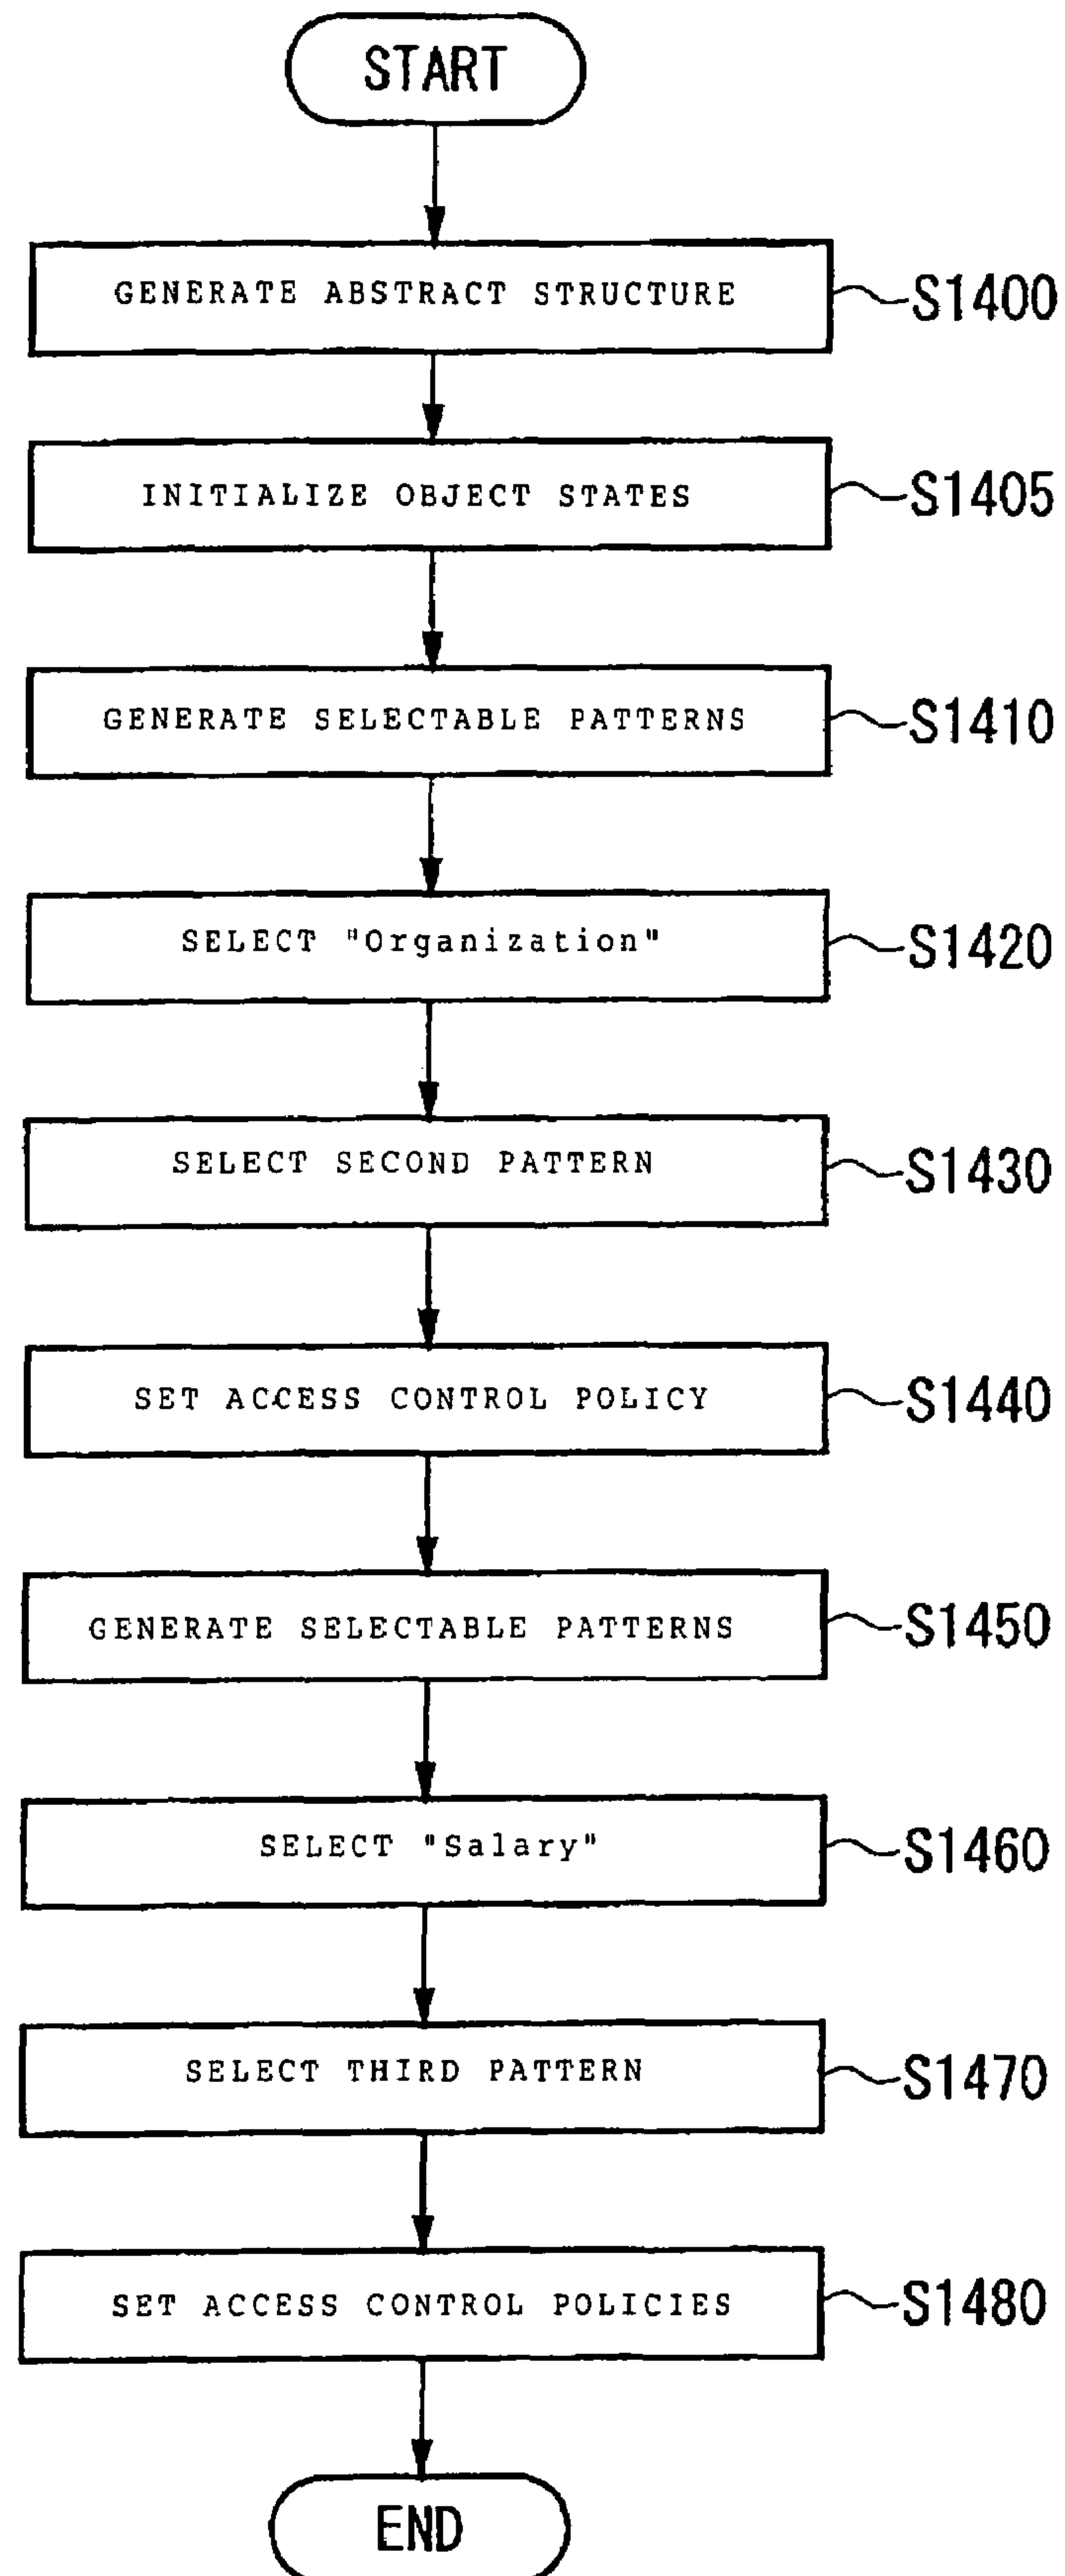 START
GENERATE ABSTRACT STRUCTURE
S1400
INITIALIZE OBJECT STATES
S1405
GENERATE SELECTABLE PATTERNS
S1410
SELECT "Organization"
S1420
SELECT SECOND PATTERN
S1430
SET ACCESS CONTROL POLICY
S1440
GENERATE SELECTABLE PATTERNS
S1450
SELECT "Salary"
S1460
SELECT THIRD PATTERN
S1470
SET ACCESS CONTROL POLICIES
S1480
END